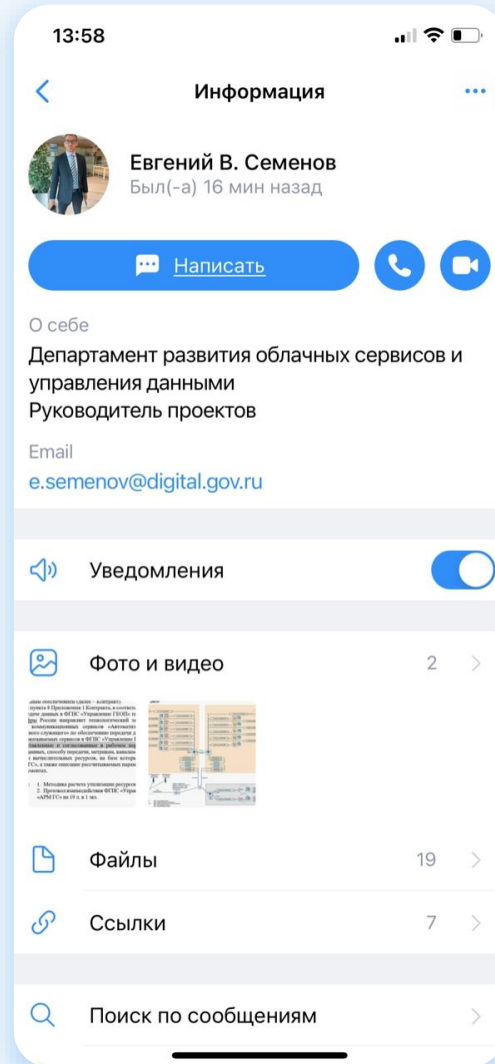 13:58
Информация
Евгений В. Семенов
Был(-а) 16 мин назад
Написать
О себе
Департамент развития облачных сервисов и
управления данными
Руководитель проектов
Email
e.semenov@digital.gov.ru
Уведомления
Фото и видео
2
Файлы
19
Ссылки
7
Поиск по сообщениям